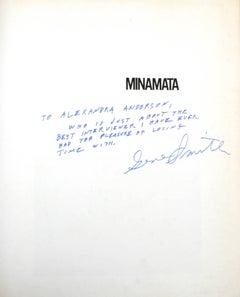 MINAMATA
TO ALEXANDRA ANDERSON,
WHO IS JUST ABOUT THE
BEST INTERVIEWER I HAVE EVER
HAD THE PLEASURE OF LOSING
TIME WITH.
Gene Smith